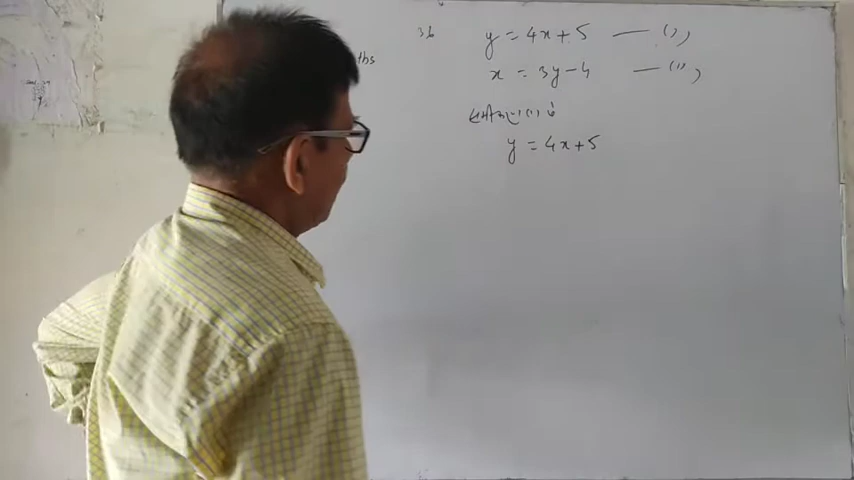 36 y = 4x + 5 — (i)
x = 3y - 4 — (ii)
y = 4x + 5